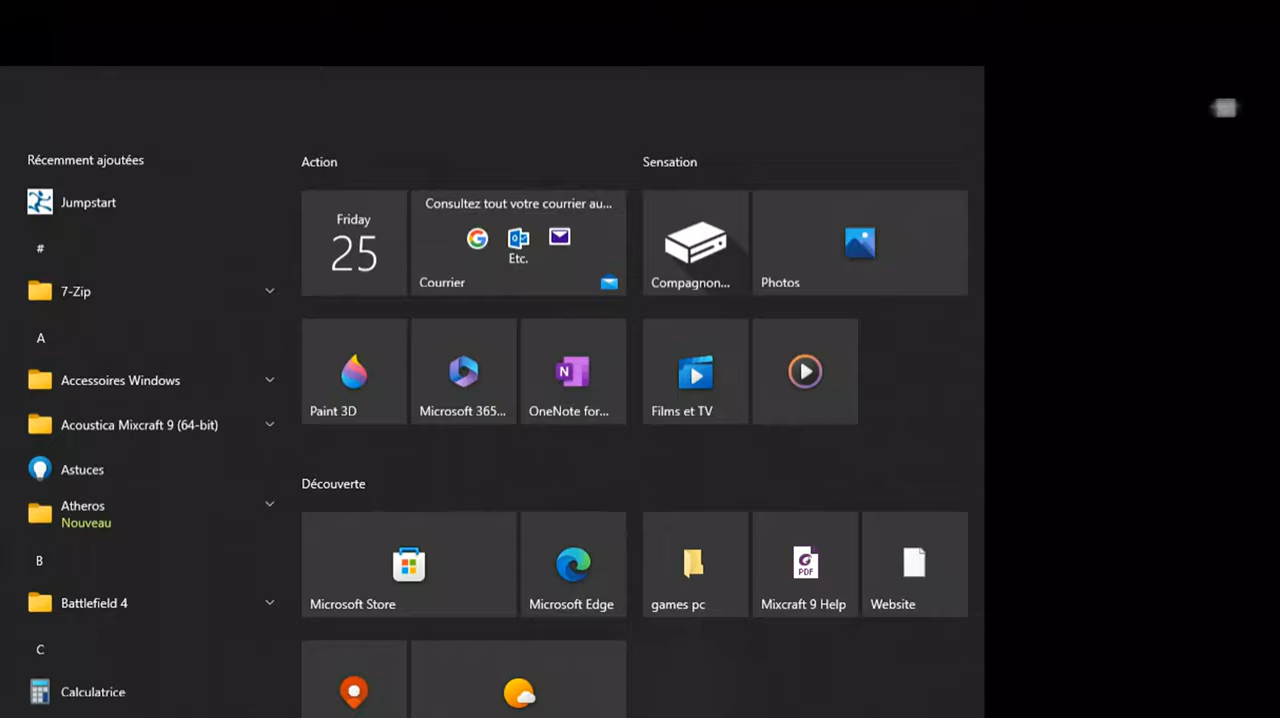 Récemment ajoutées
Jumpstart
#
7-Zip
A
Accessoires Windows
Acoustica Mixcraft 9 (64-bit)
Astuces
Atheros
Nouveau
B
Battlefield 4
C
Calculatrice
Action
Friday
25
Consultez tout votre courrier au...
Etc.
Courrier
Paint 3D
Microsoft 365...
N
OneNote for...
Sensation
Compagnon...
Photos
Films et TV
Découverte
Microsoft Store
Microsoft Edge
games pc
PDF
Mixcraft 9 Help
Website